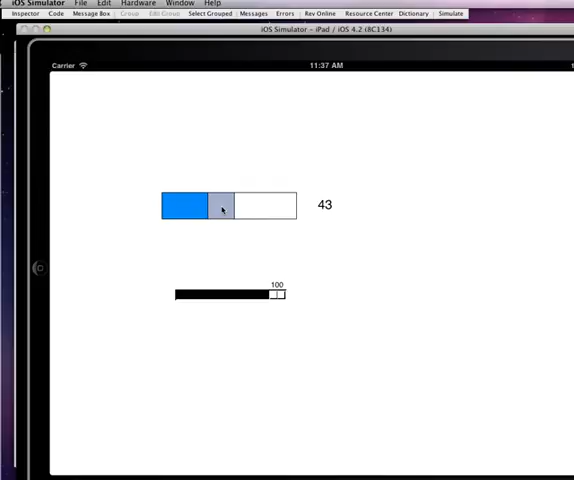 iOS Simulator File Edit Hardware Window Help
Inspector Code Message Box Group Edit Group Select Grouped Messages Errors Rev Online Resource Center Dictionary Simulate
iOS Simulator – iPad / iOS 4.2 (8C134)
Carrier 11:37 AM
43
100